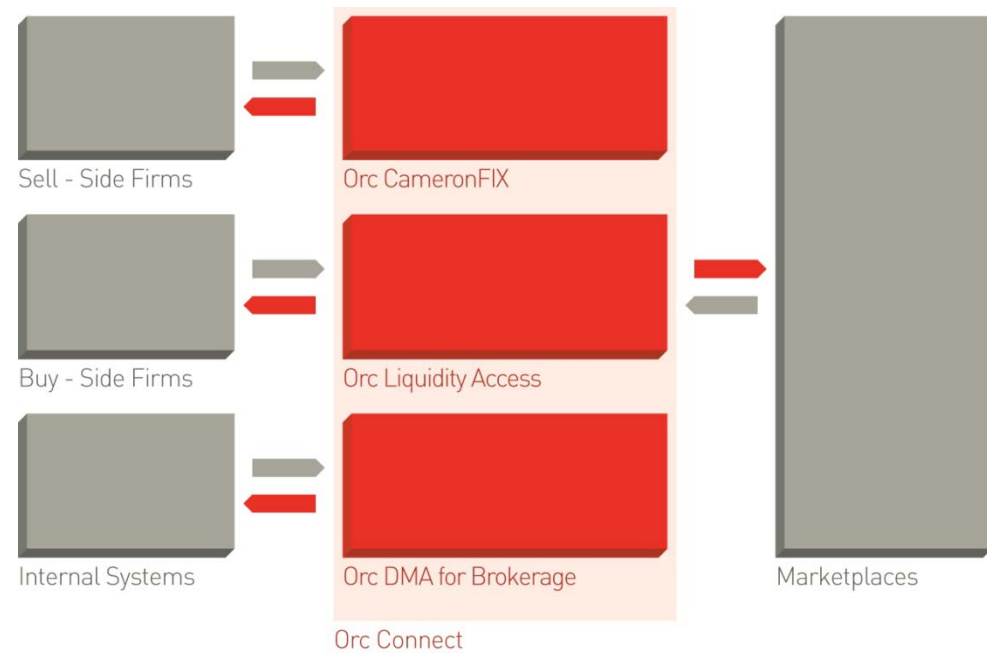 Sell - Side Firms
Orc CameronFIX
Buy - Side Firms
Orc Liquidity Access
Internal Systems
Orc DMA for Brokerage
Marketplaces
Orc Connect